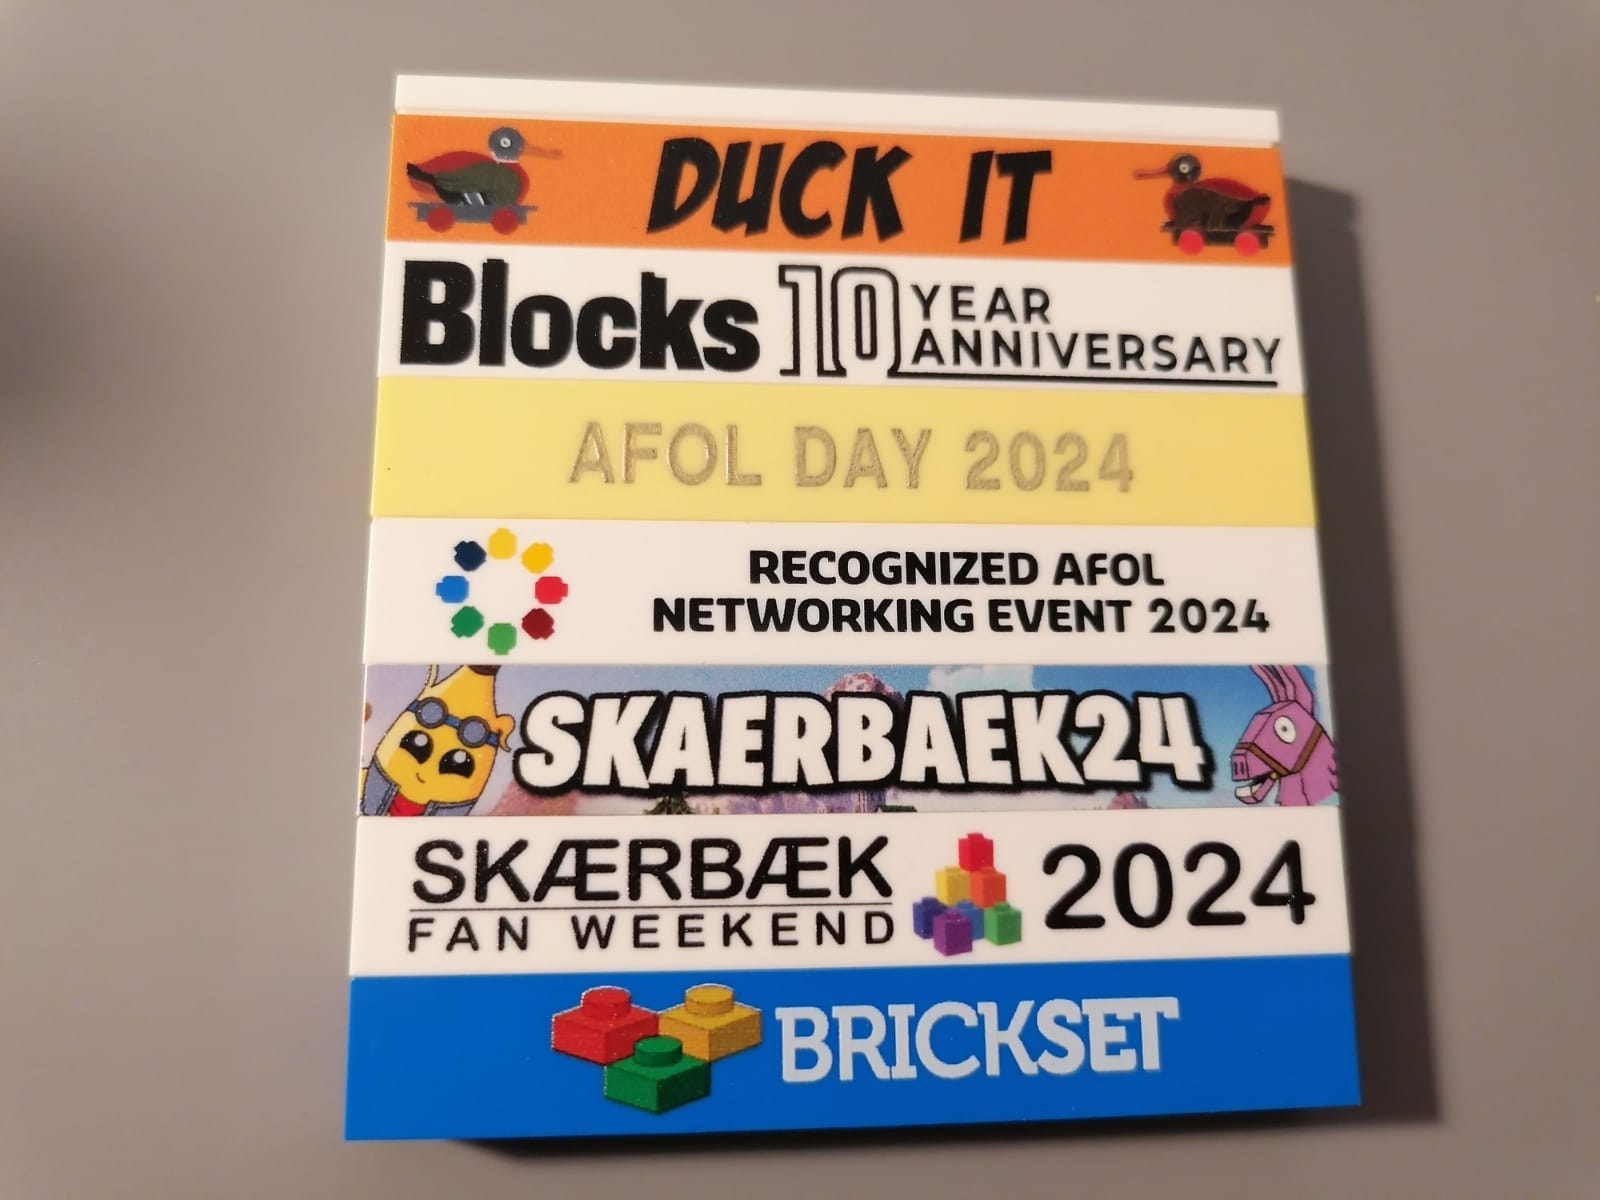 DUCK IT
Blocks 10 YEAR
ANNIVERSARY
AFOL DAY 2024
RECOGNIZED AFOL
NETWORKING EVENT 2024
SKAERBAEK24
SKÆRBÆK
FAN WEEKEND
2024
BRICKSET